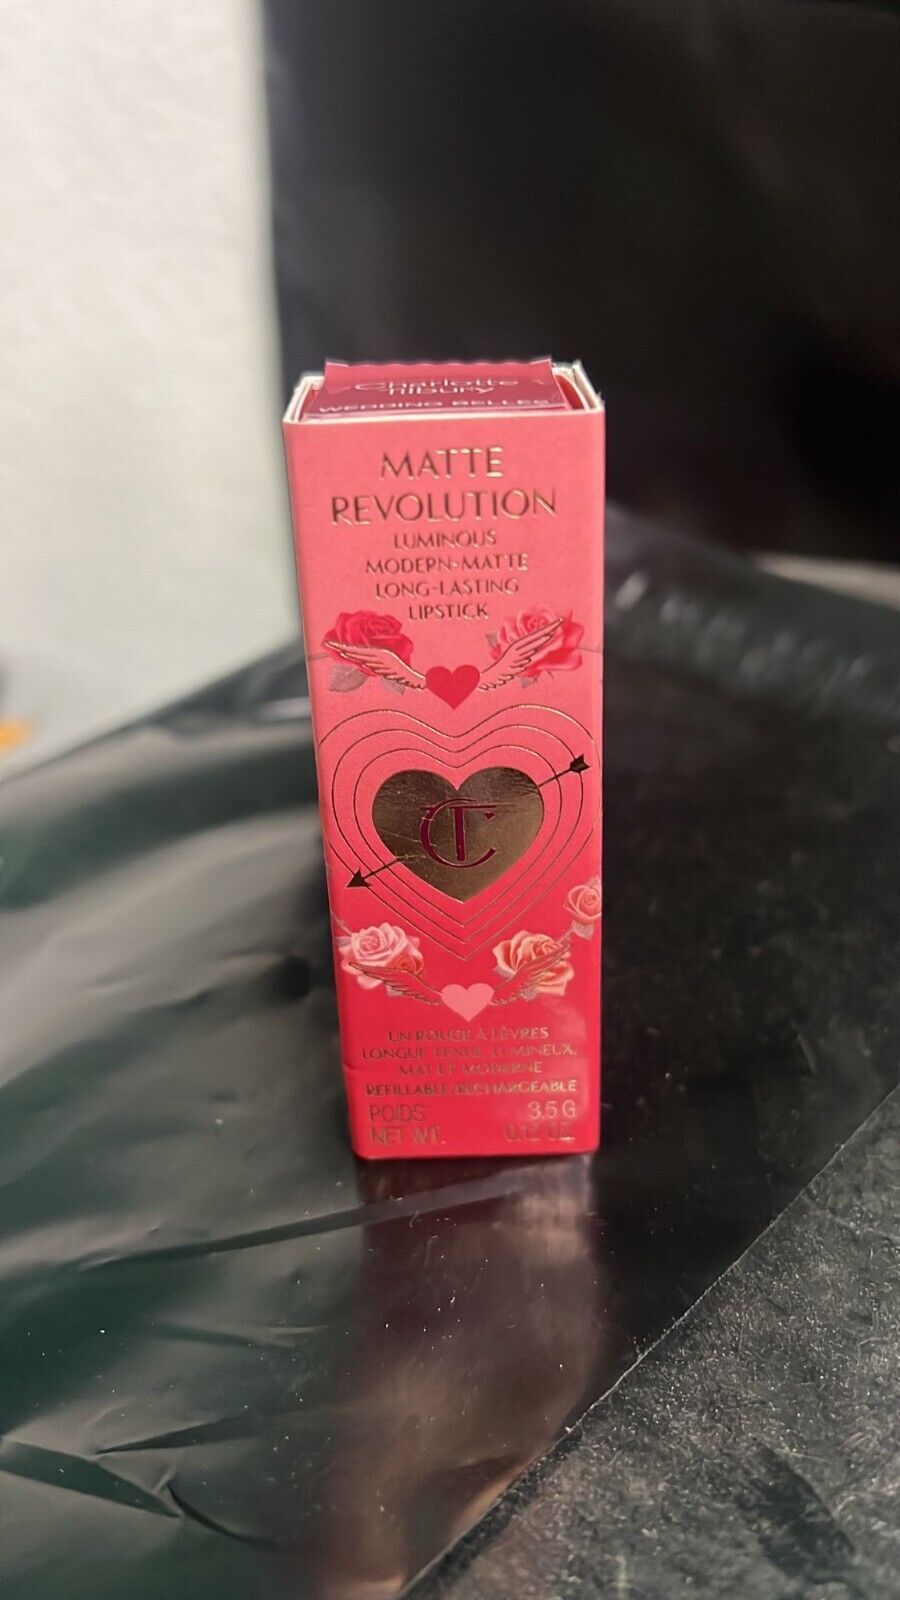 Charlotte
Tilbury
WEDDING BELLES
MATTE
REVOLUTION
LUMINOUS
MODERN-MATTE
LONG-LASTING
LIPSTICK
CT
UN ROUGE À LÈVRES
LONGUE TENUE, LUMINEUX,
MAT ET MODERNE
REFILLABLE/RECHARGEABLE
POIDS 3.5 G
NET WT. 0.12 OZ.